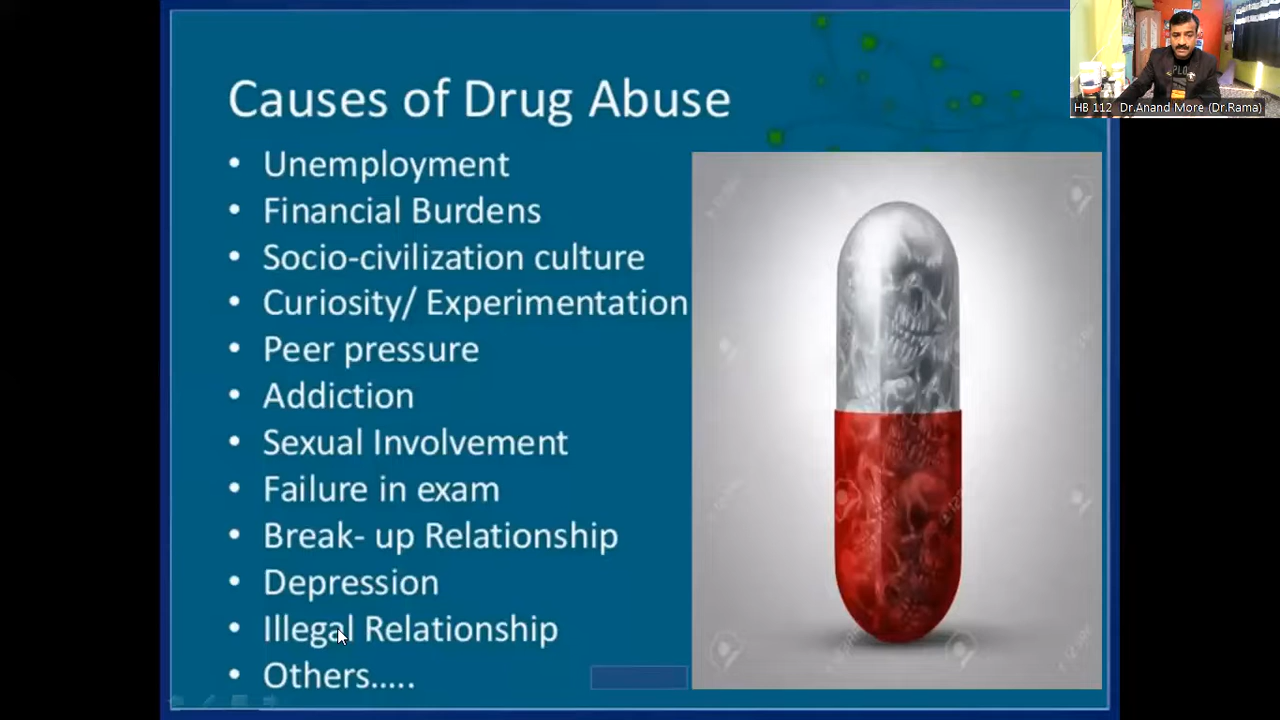 Causes of Drug Abuse
• Unemployment
• Financial Burdens
• Socio-civilization culture
• Curiosity/ Experimentation
• Peer pressure
• Addiction
• Sexual Involvement
• Failure in exam
• Break- up Relationship
• Depression
• Illegal Relationship
• Others.....
HB 112 Dr.Anand More (Dr.Rama)